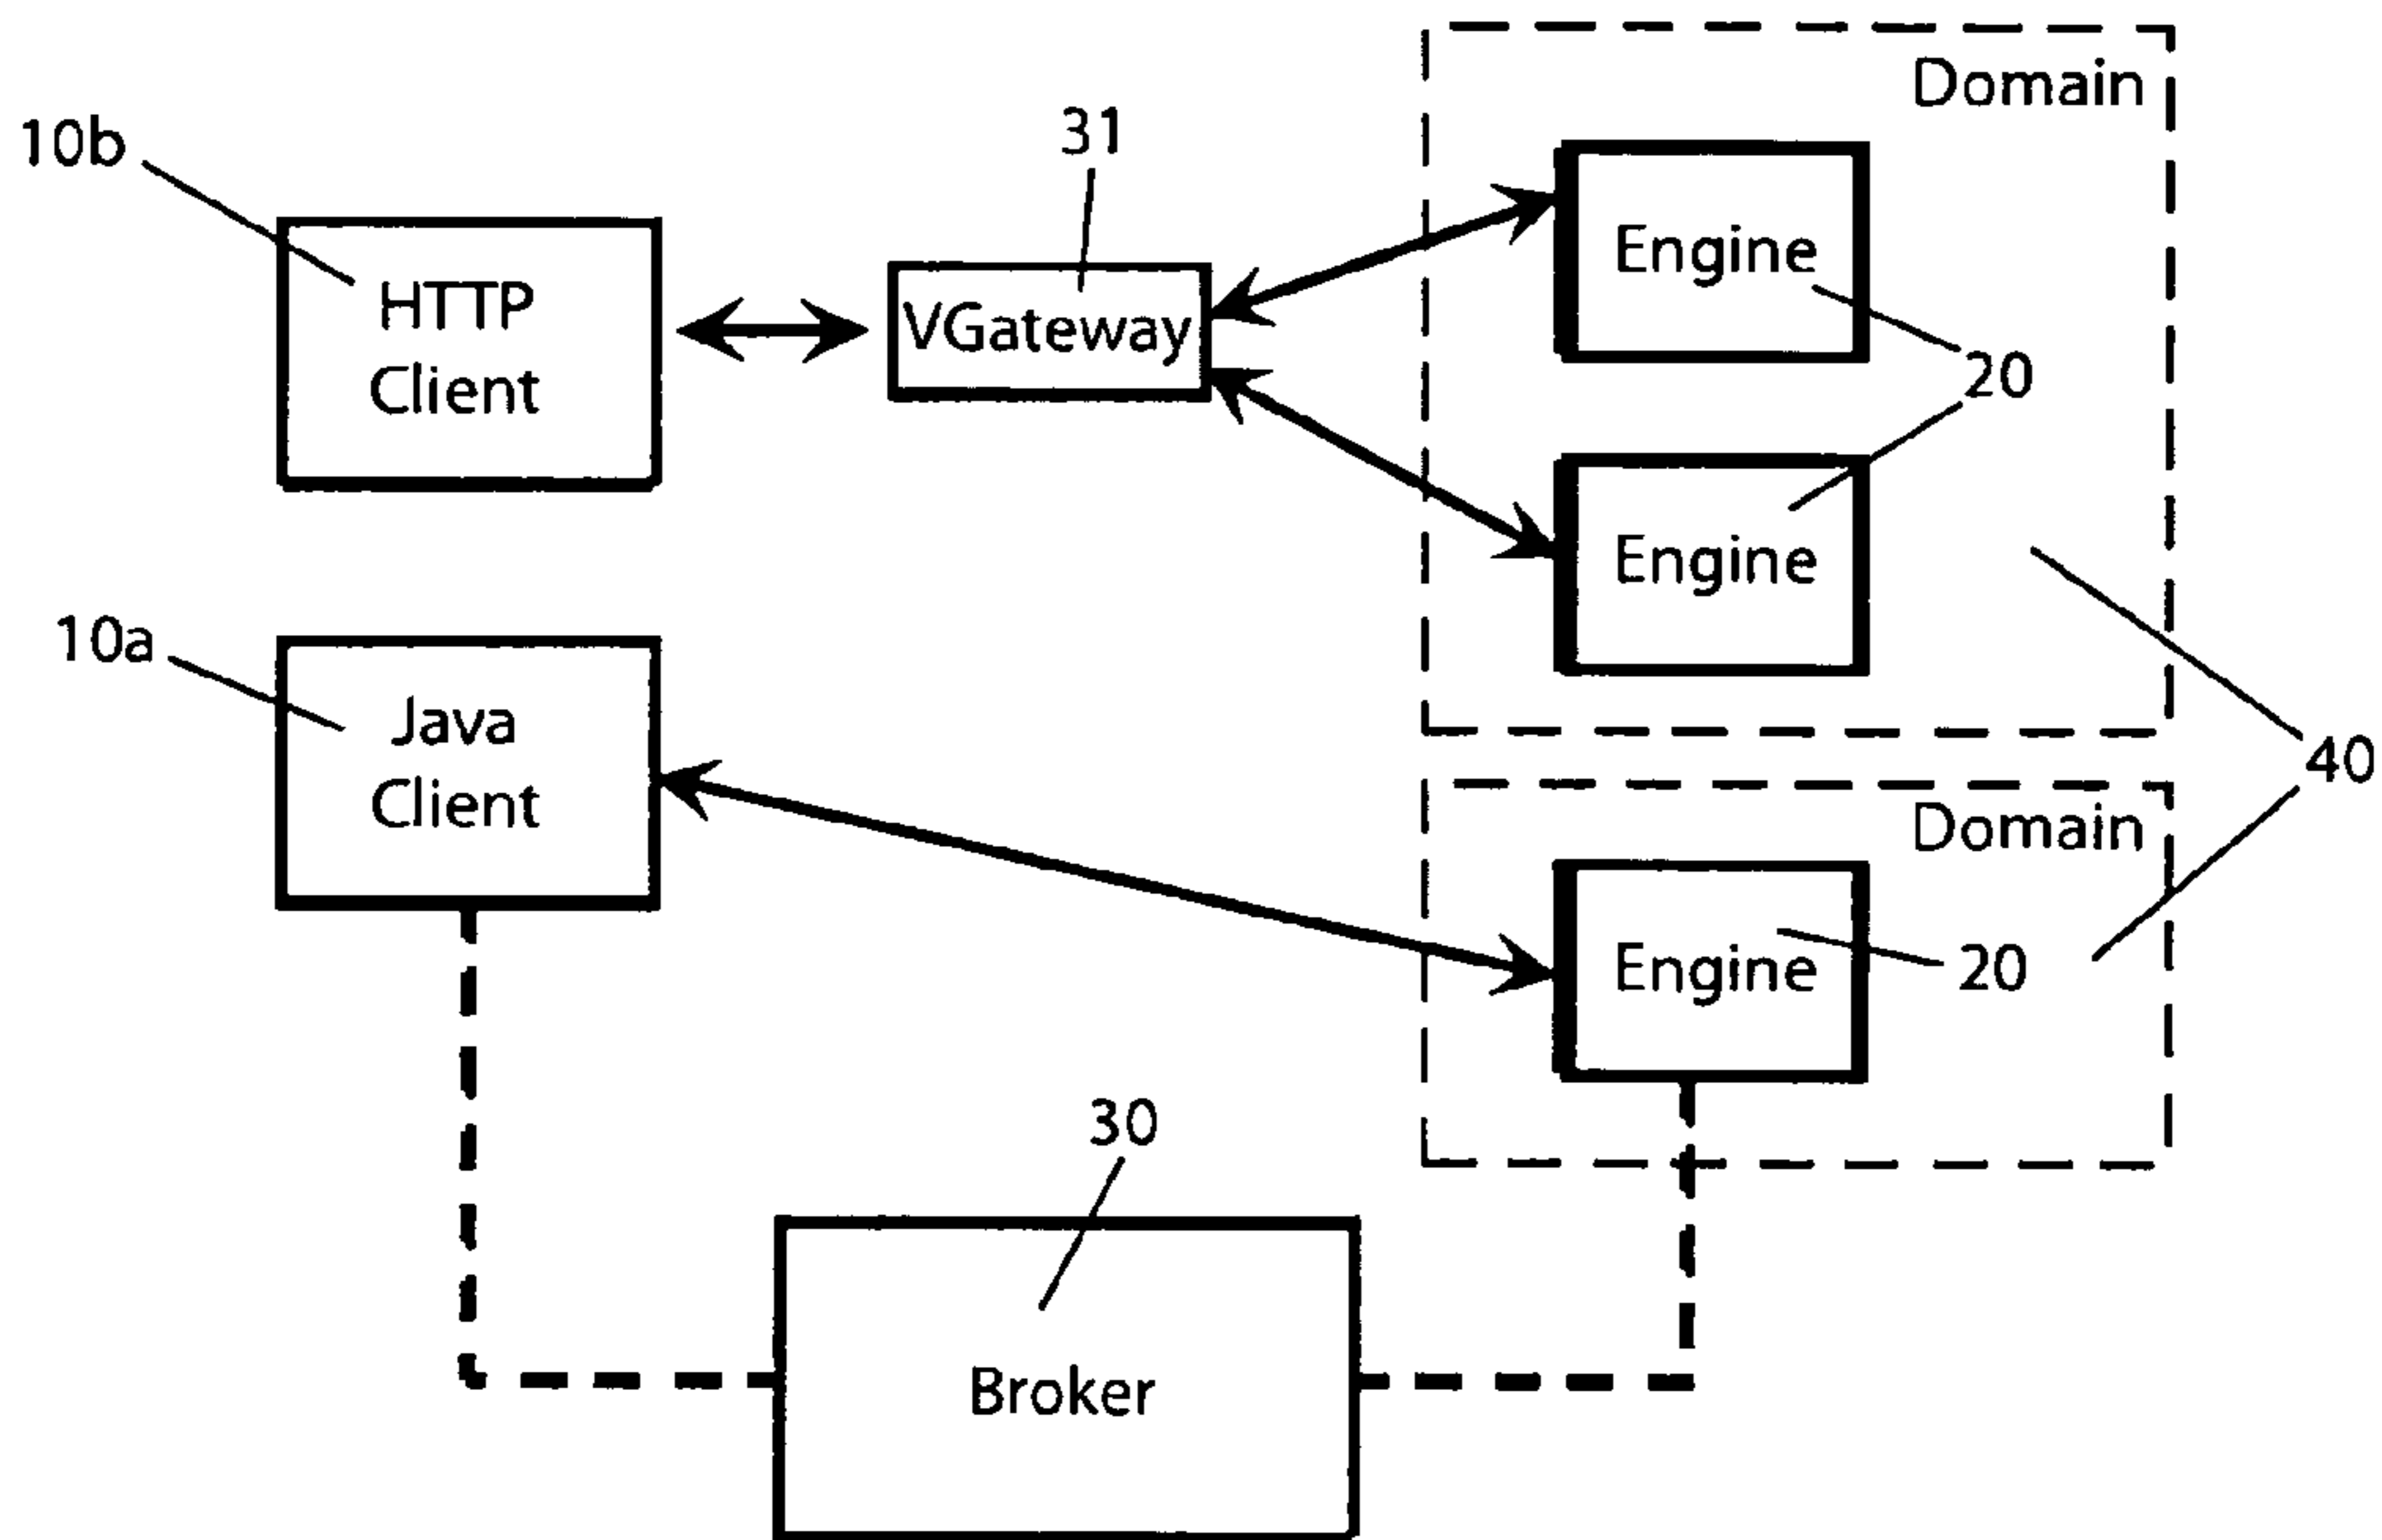 Domain
31
10b
Engine
HTTP
Client
VGateway
20
Engine
10a
Java
Client
40
Domain
Engine
20
30
Broker